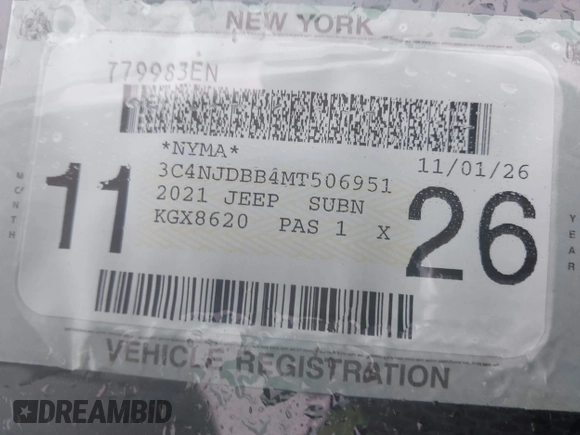 NEW YORK
779983EN
*NYMA*
3C4NJDBB4MT506951
11/01/26
2021 JEEP SUBN
KGX8620 PAS 1 X
MONTH
11
26
YEAR
VEHICLE REGISTRATION
DREAMBID